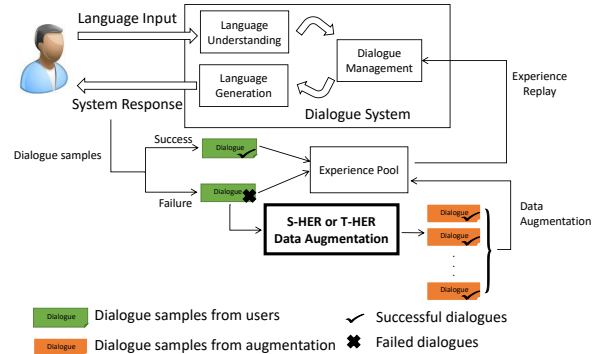 Language Input
Language
Understanding
Dialogue
Management
Language
Generation
System Response
Dialogue System
Experience
Replay
Dialogue samples
Success
Dialogue
Failure
Dialogue
Experience Pool
S-HER or T-HER
Data Augmentation
Dialogue
Dialogue
.
.
.
Dialogue
Data
Augmentation
Dialogue
Dialogue samples from users
Successful dialogues
Dialogue
Dialogue samples from augmentation
Failed dialogues